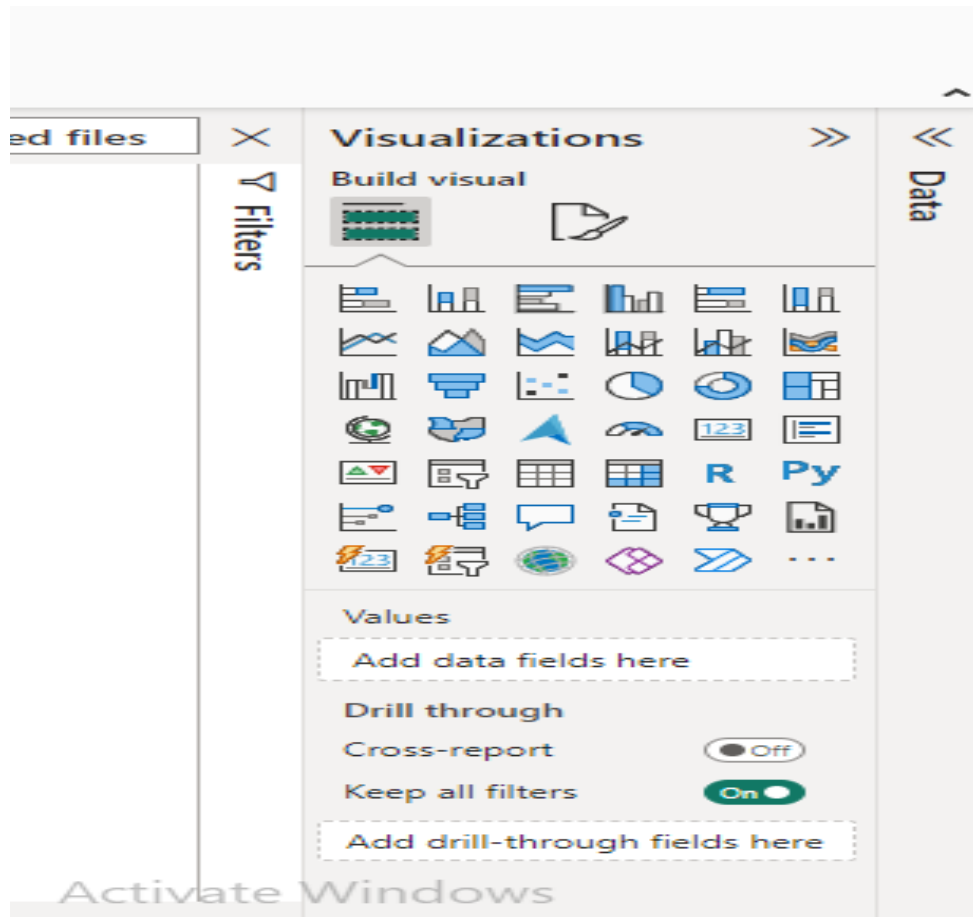 ed files
Filters
Visualizations
Build visual
Data
123
R
Py
123
Values
Add data fields here
Drill through
Cross-report
Off
Keep all filters
On
Add drill-through fields here
Activate Windows